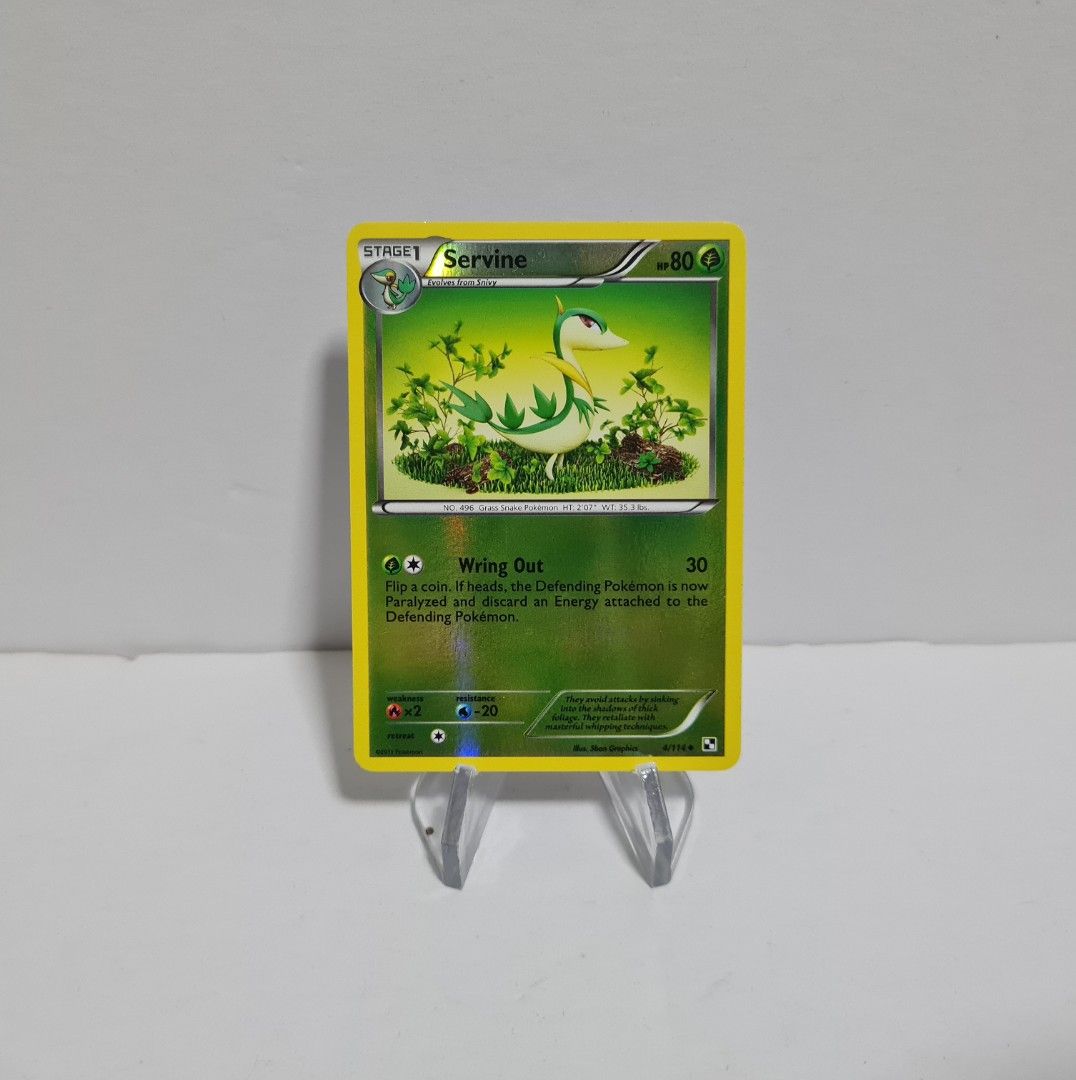 STAGE1
Servine
HP80
Evolves from Snivy
NO. 496 Grass Snake Pokémon HT: 2'07" WT: 35.3 lbs.
Wring Out 30
Flip a coin. If heads, the Defending Pokémon is now
Paralyzed and discard an Energy attached to the
Defending Pokémon.
weakness
×2
resistance
-20
retreat
They avoid attacks by sinking
into the shadows of thick
foliage. They retaliate with
masterful whipping techniques.
©2011 Pokémon
Illus. 5ban Graphics
4/114